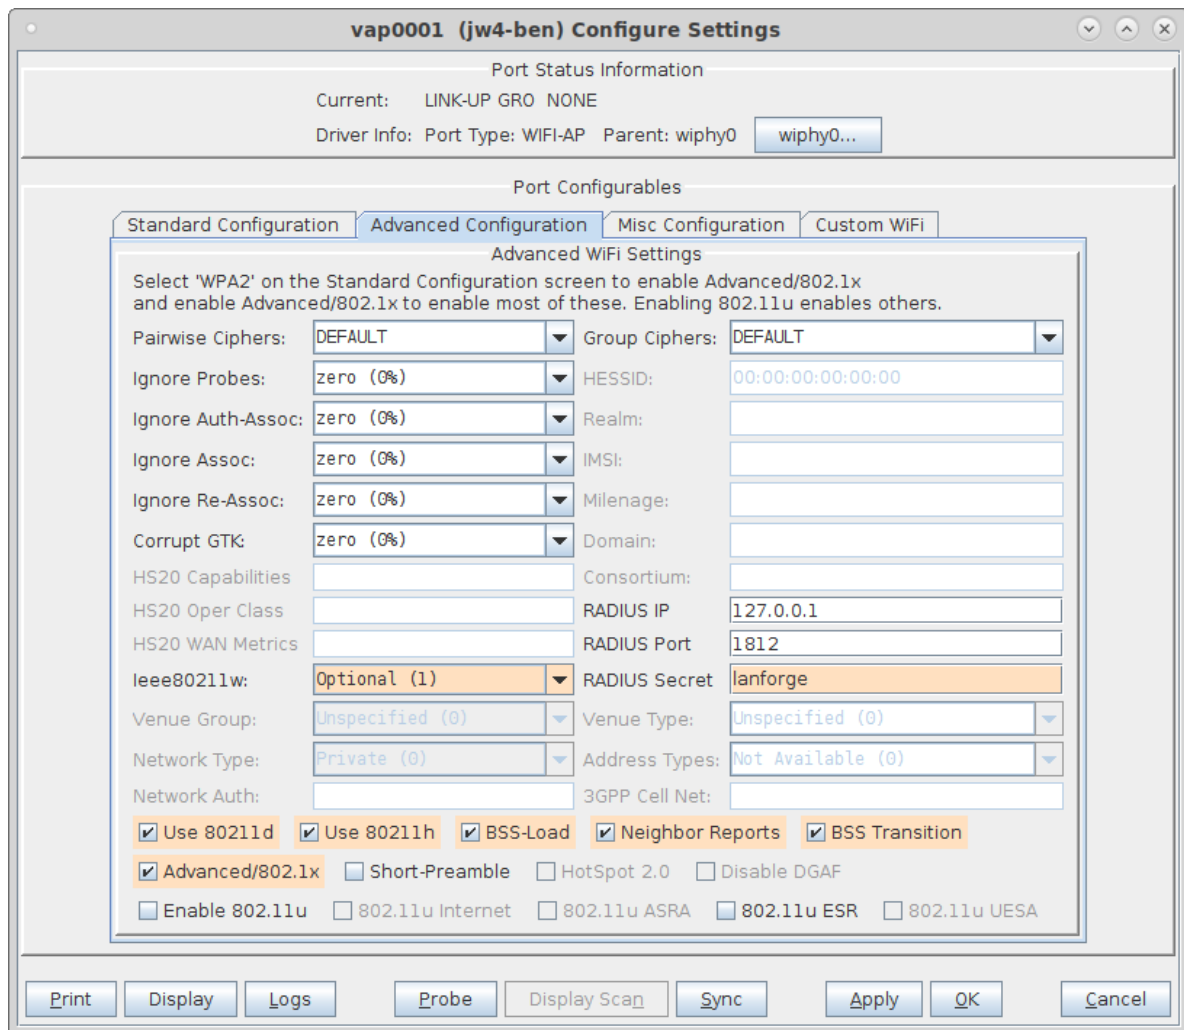 vap0001 (jw4-ben) Configure Settings
Port Status Information
Current: LINK-UP GRO NONE
Driver Info: Port Type: WIFI-AP Parent: wiphy0 wiphy0...
Port Configurables
Standard Configuration Advanced Configuration Misc Configuration Custom WiFi
Advanced WiFi Settings
Select 'WPA2' on the Standard Configuration screen to enable Advanced/802.1x
and enable Advanced/802.1x to enable most of these. Enabling 802.11u enables others.
Pairwise Ciphers: DEFAULT Group Ciphers: DEFAULT
Ignore Probes: zero (0%) HESSID: 00:00:00:00:00:00
Ignore Auth-Assoc: zero (0%) Realm:
Ignore Assoc: zero (0%) IMSI:
Ignore Re-Assoc: zero (0%) Milenage:
Corrupt GTK: zero (0%) Domain:
HS20 Capabilities Consortium:
HS20 Oper Class RADIUS IP 127.0.0.1
HS20 WAN Metrics RADIUS Port 1812
Ieee80211w: Optional (1) RADIUS Secret lanforge
Venue Group: Unspecified (0) Venue Type: Unspecified (0)
Network Type: Private (0) Address Types: Not Available (0)
Network Auth: 3GPP Cell Net:
Use 80211d Use 80211h BSS-Load Neighbor Reports BSS Transition
Advanced/802.1x Short-Preamble HotSpot 2.0 Disable DGAF
Enable 802.11u 802.11u Internet 802.11u ASRA 802.11u ESR 802.11u UESA
Print Display Logs Probe Display Scan Sync Apply OK Cancel